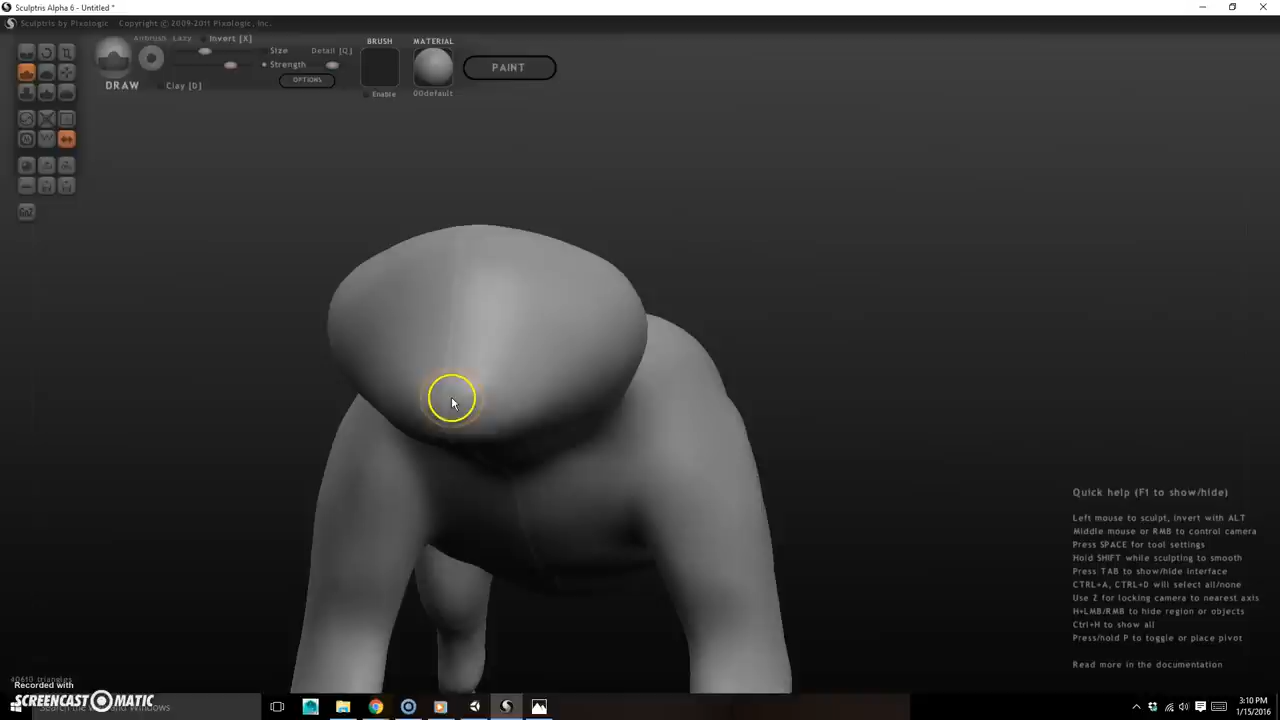 Sculptris Alpha 6 - Untitled *
Sculptris by Pixologic Copyright ©2009-2011 Pixologic, Inc.
Airbrush Lazy Invert [X]
Size Detail [Q]
Strength
DRAW Clay [D] OPTIONS
BRUSH
Enable
MATERIAL
00default
PAINT
GoZ
Quick help (F1 to show/hide)
Left mouse to sculpt, invert with ALT
Middle mouse or RMB to control camera
Press SPACE for tool settings
Hold SHIFT while sculpting to smooth
Press TAB to show/hide interface
CTRL+A, CTRL+D will select all/none
Use Z for locking camera to nearest axis
H+LMB/RMB to hide region or objects
Ctrl+H to show all
Press/hold P to toggle or place pivot
Read more in the documentation
40610 triangles
Recorded with
SCREENCAST MATIC
3:10 PM
1/15/2016